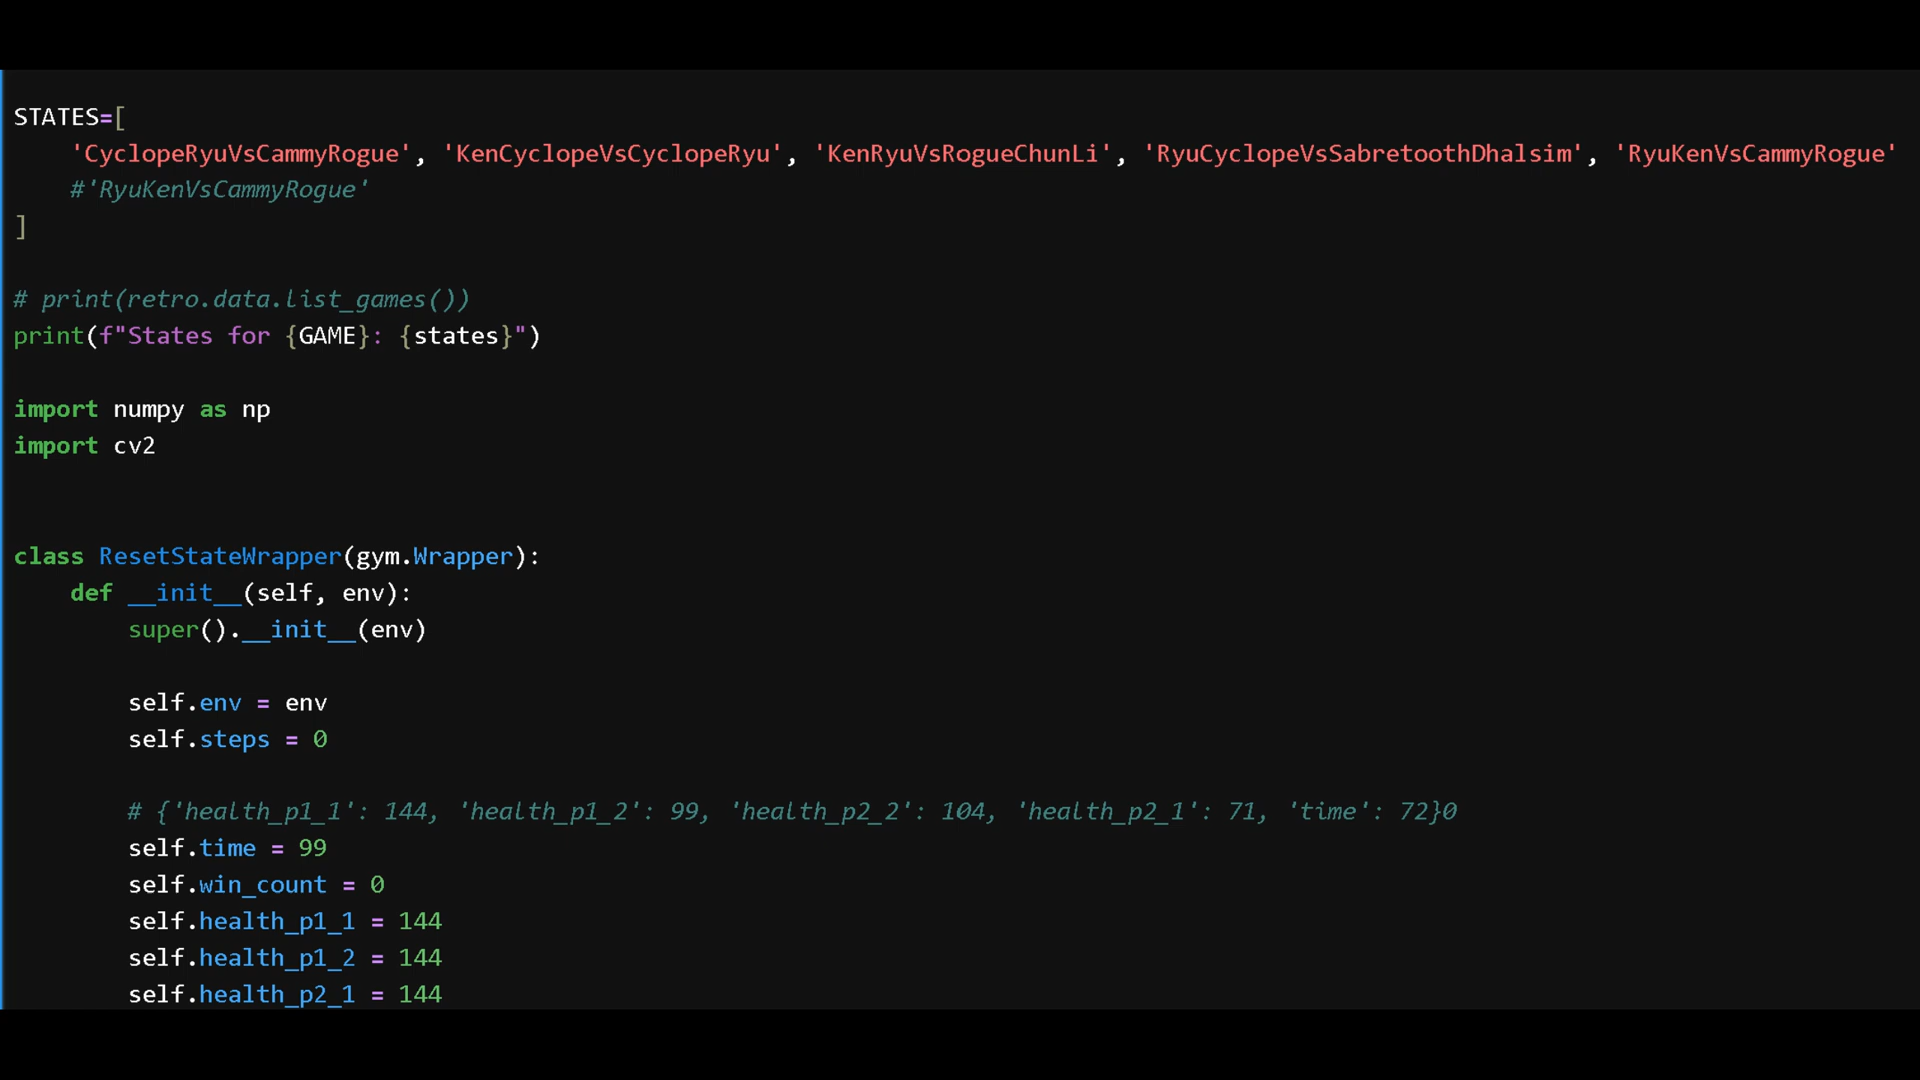 STATES=[
    'CyclopeRyuVsCammyRogue', 'KenCyclopeVsCyclopeRyu', 'KenRyuVsRogueChunLi', 'RyuCyclopeVsSabretoothDhalsim', 'RyuKenVsCammyRogue'
    #'RyuKenVsCammyRogue'
]
# print(retro.data.list_games())
print(f"States for {GAME}: {states}")
import numpy as np
import cv2
class ResetStateWrapper(gym.Wrapper):
    def __init__(self, env):
        super().__init__(env)
        self.env = env
        self.steps = 0
        # {'health_p1_1': 144, 'health_p1_2': 99, 'health_p2_2': 104, 'health_p2_1': 71, 'time': 72}0
        self.time = 99
        self.win_count = 0
        self.health_p1_1 = 144
        self.health_p1_2 = 144
        self.health_p2_1 = 144